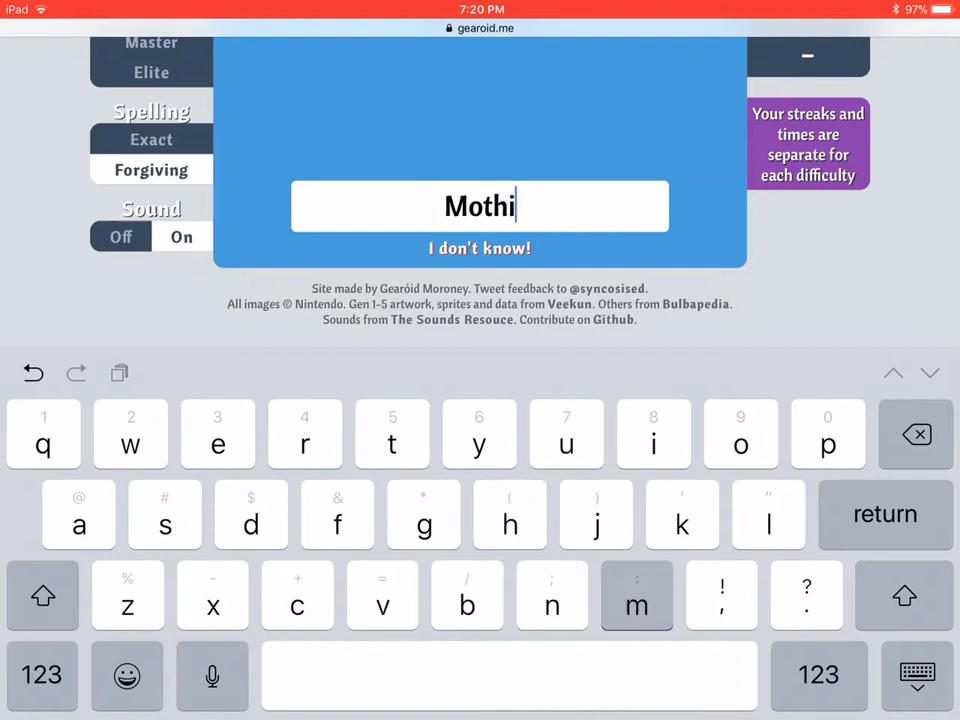 iPad 7:20 PM 97%
gearoid.me
Master
Elite
Spelling
Exact
Forgiving
Sound
Off On
–
Your streaks and
times are
separate for
each difficulty
Mothi
I don't know!
Site made by Gearóid Moroney. Tweet feedback to @syncosised.
All images © Nintendo. Gen 1-5 artwork, sprites and data from Veekun. Others from Bulbapedia.
Sounds from The Sounds Resouce. Contribute on Github.
1 2 3 4 5 6 7 8 9 0
q w e r t y u i o p
@ # $ & * ( ) ' "
a s d f g h j k l return
% - + = / ; : ! ?
z x c v b n m , .
123 123